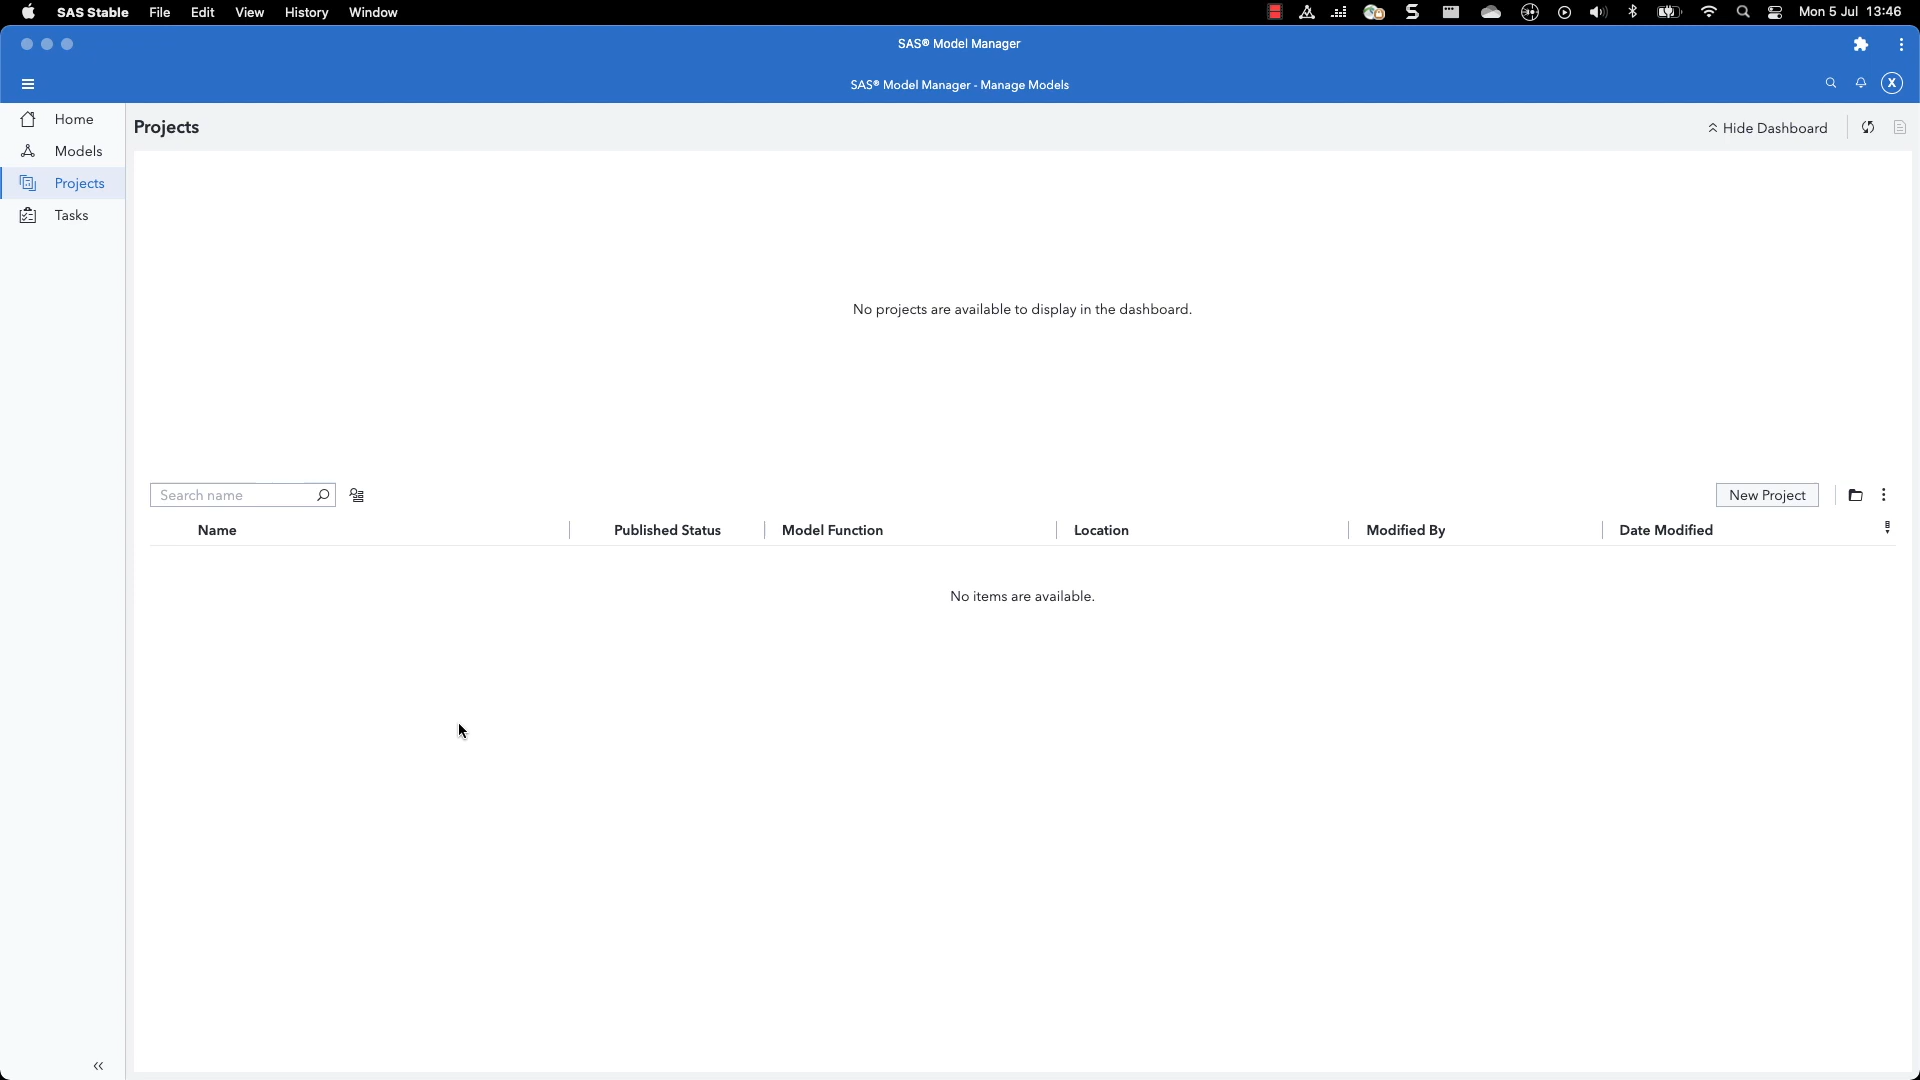 SAS Stable File Edit View History Window Mon 5 Jul 13:46
SAS® Model Manager
SAS® Model Manager - Manage Models X
Home
Models
Projects
Tasks
Projects Hide Dashboard
No projects are available to display in the dashboard.
Search name New Project
Name Published Status Model Function Location Modified By Date Modified
No items are available.